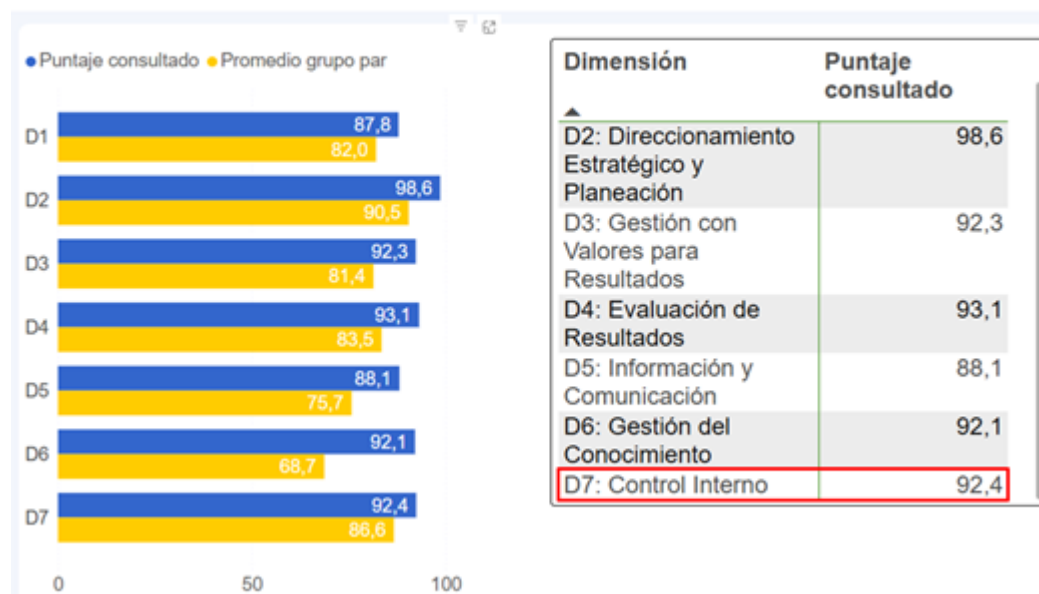 Puntaje consultado Promedio grupo par
D1
87,8
82,0
D2
98,6
90,5
D3
92,3
81,4
D4
93,1
83,5
D5
88,1
75,7
D6
92,1
68,7
D7
92,4
86,6
0 50 100
Dimensión Puntaje
consultado
D2: Direccionamiento 98,6
Estratégico y
Planeación
D3: Gestión con 92,3
Valores para
Resultados
D4: Evaluación de 93,1
Resultados
D5: Información y 88,1
Comunicación
D6: Gestión del 92,1
Conocimiento
D7: Control Interno 92,4